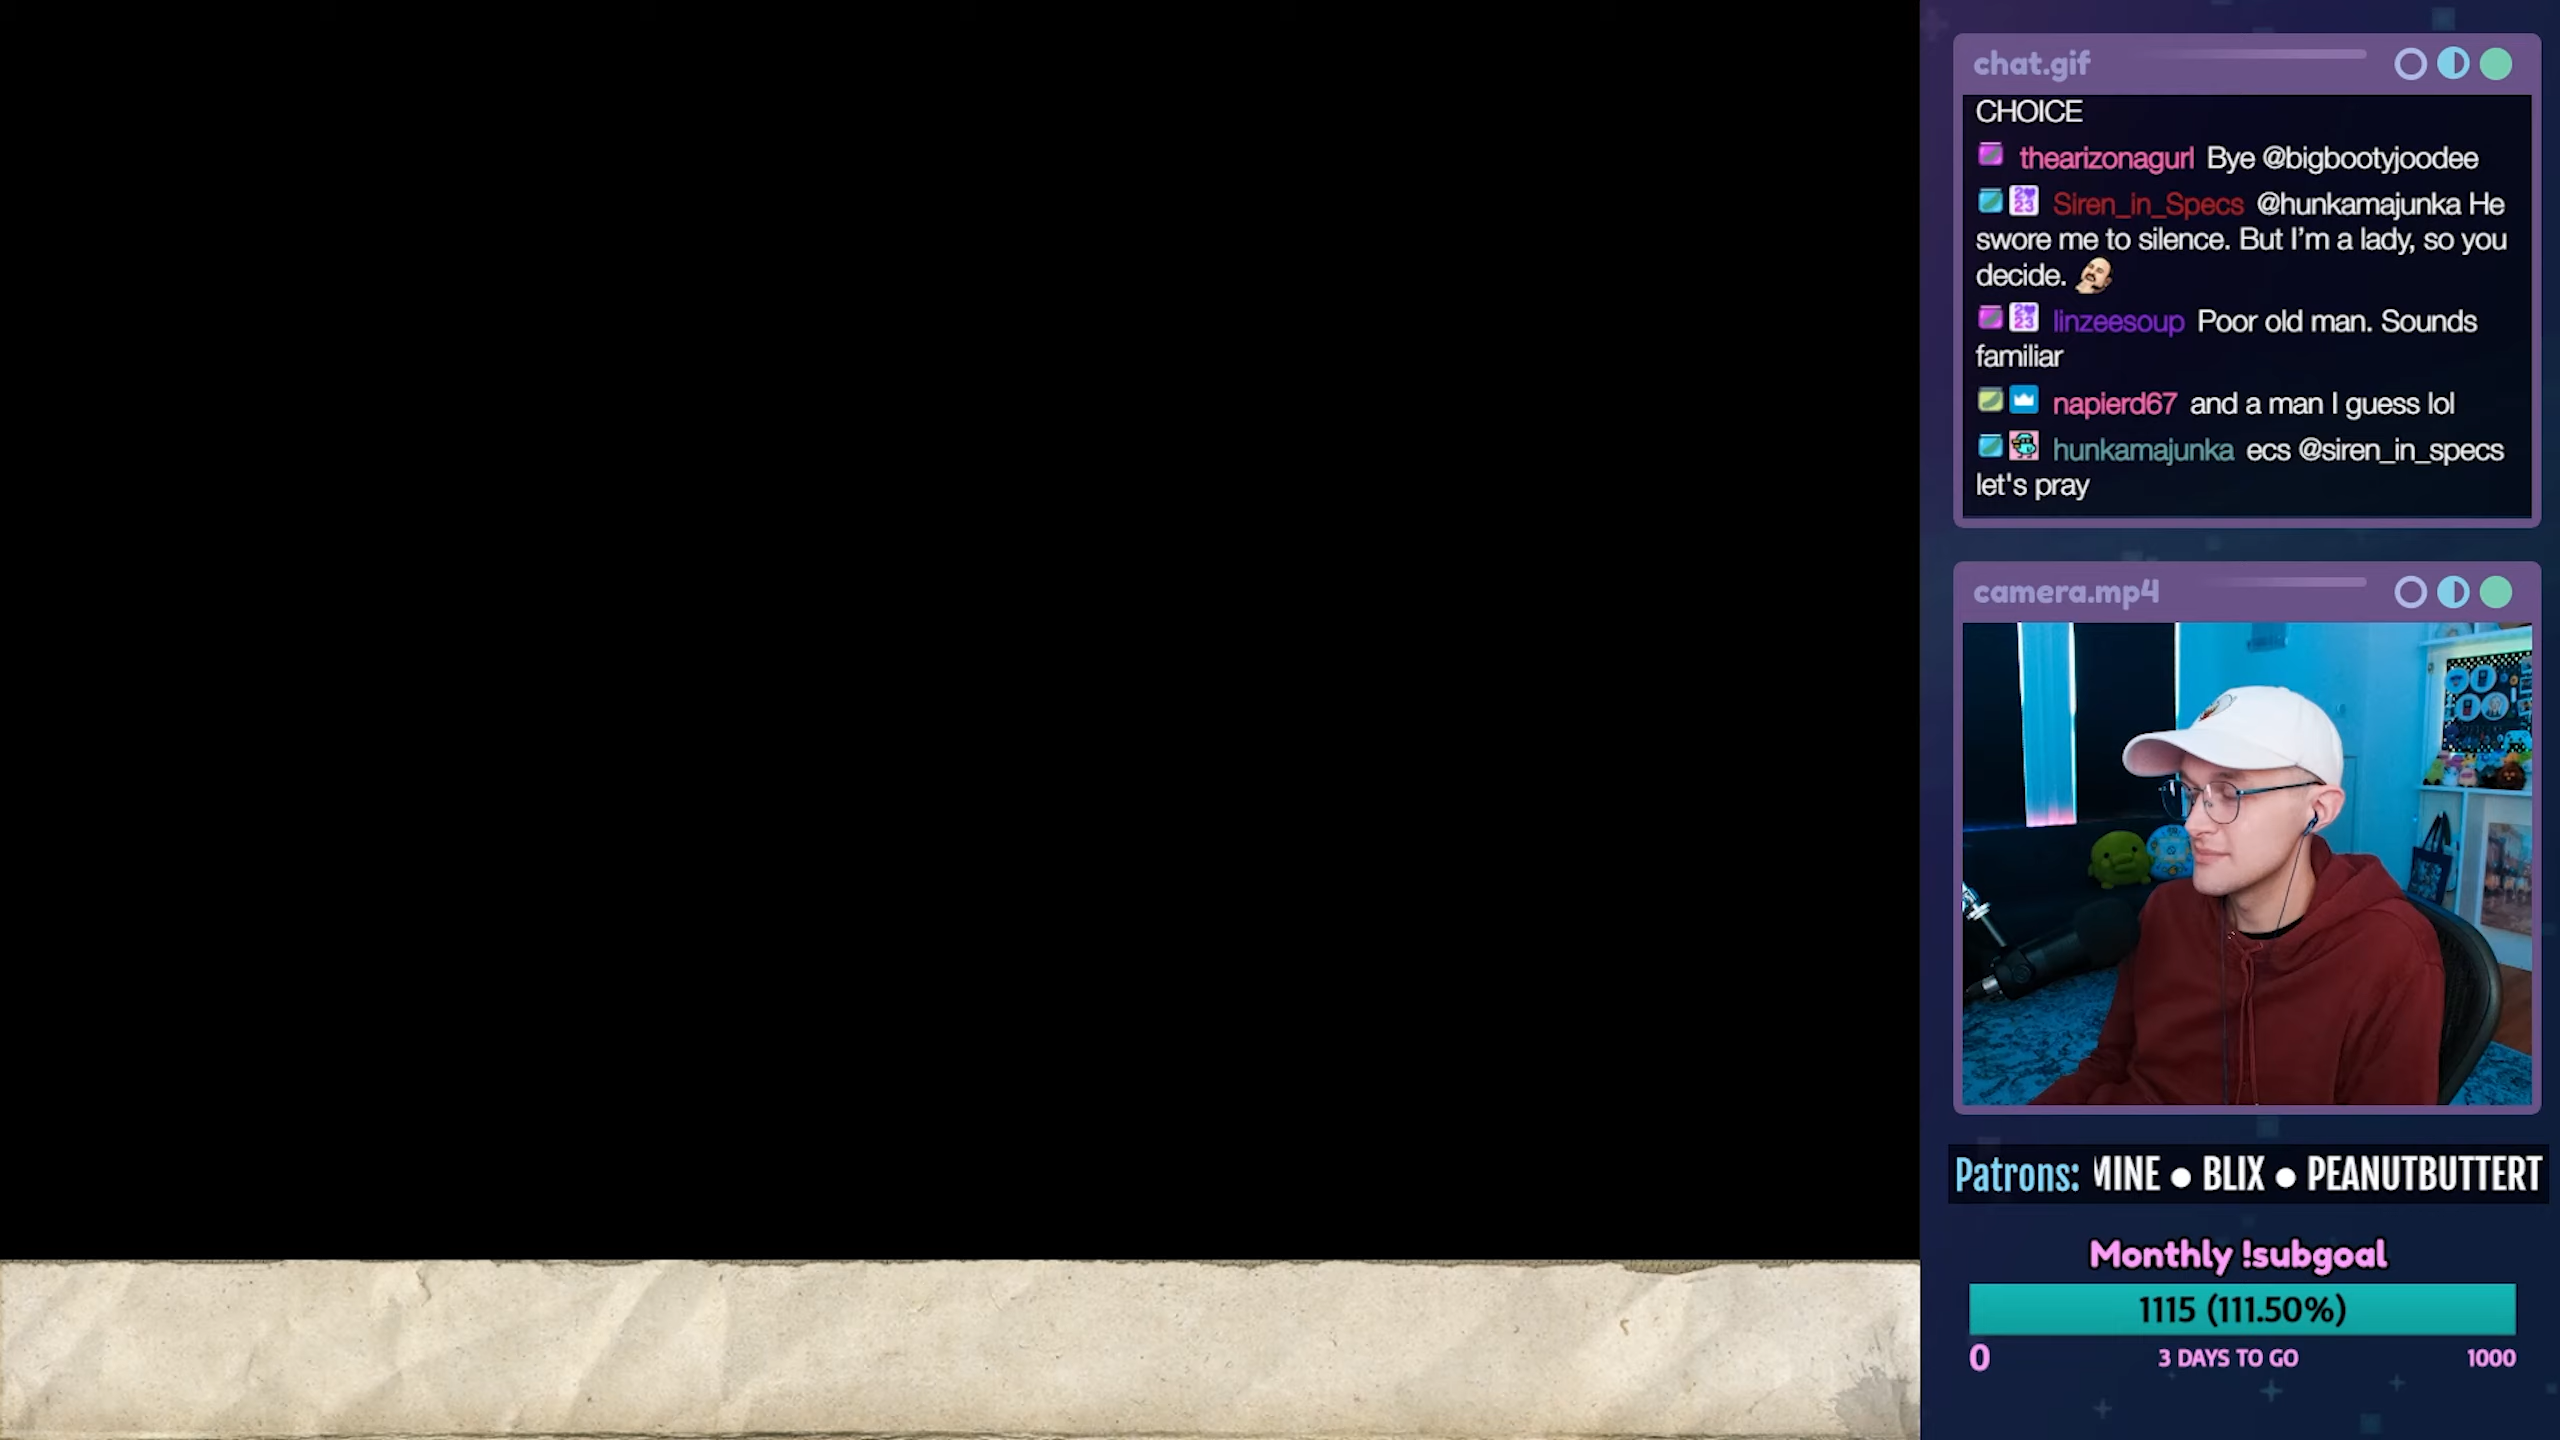 chat.gif
CHOICE
thearizonagurl Bye @bigbootyjoodee
Siren_in_Specs @hunkamajunka He
swore me to silence. But I'm a lady, so you
decide.
linzeesoup Poor old man. Sounds
familiar
napierd67 and a man I guess lol
hunkamajunka ecs @siren_in_specs
let's pray
camera.mp4
Patrons: MINE ● BLIX ● PEANUTBUTTERT
Monthly !subgoal
1115 (111.50%)
0 3 DAYS TO GO 1000